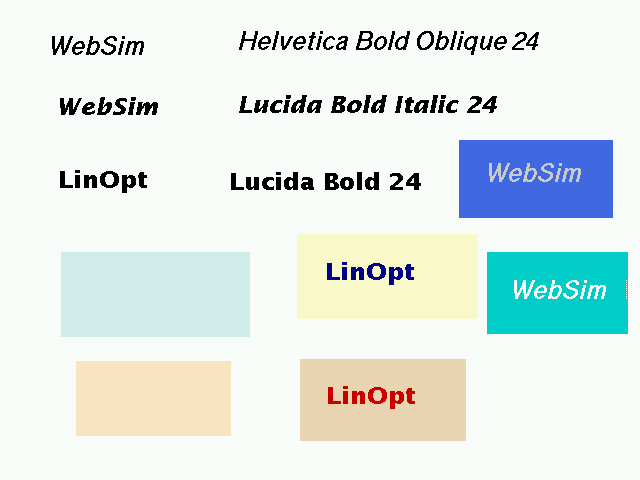 WebSim Helvetica Bold Oblique 24
WebSim Lucida Bold Italic 24
LinOpt Lucida Bold 24
WebSim
LinOpt
WebSim
LinOpt